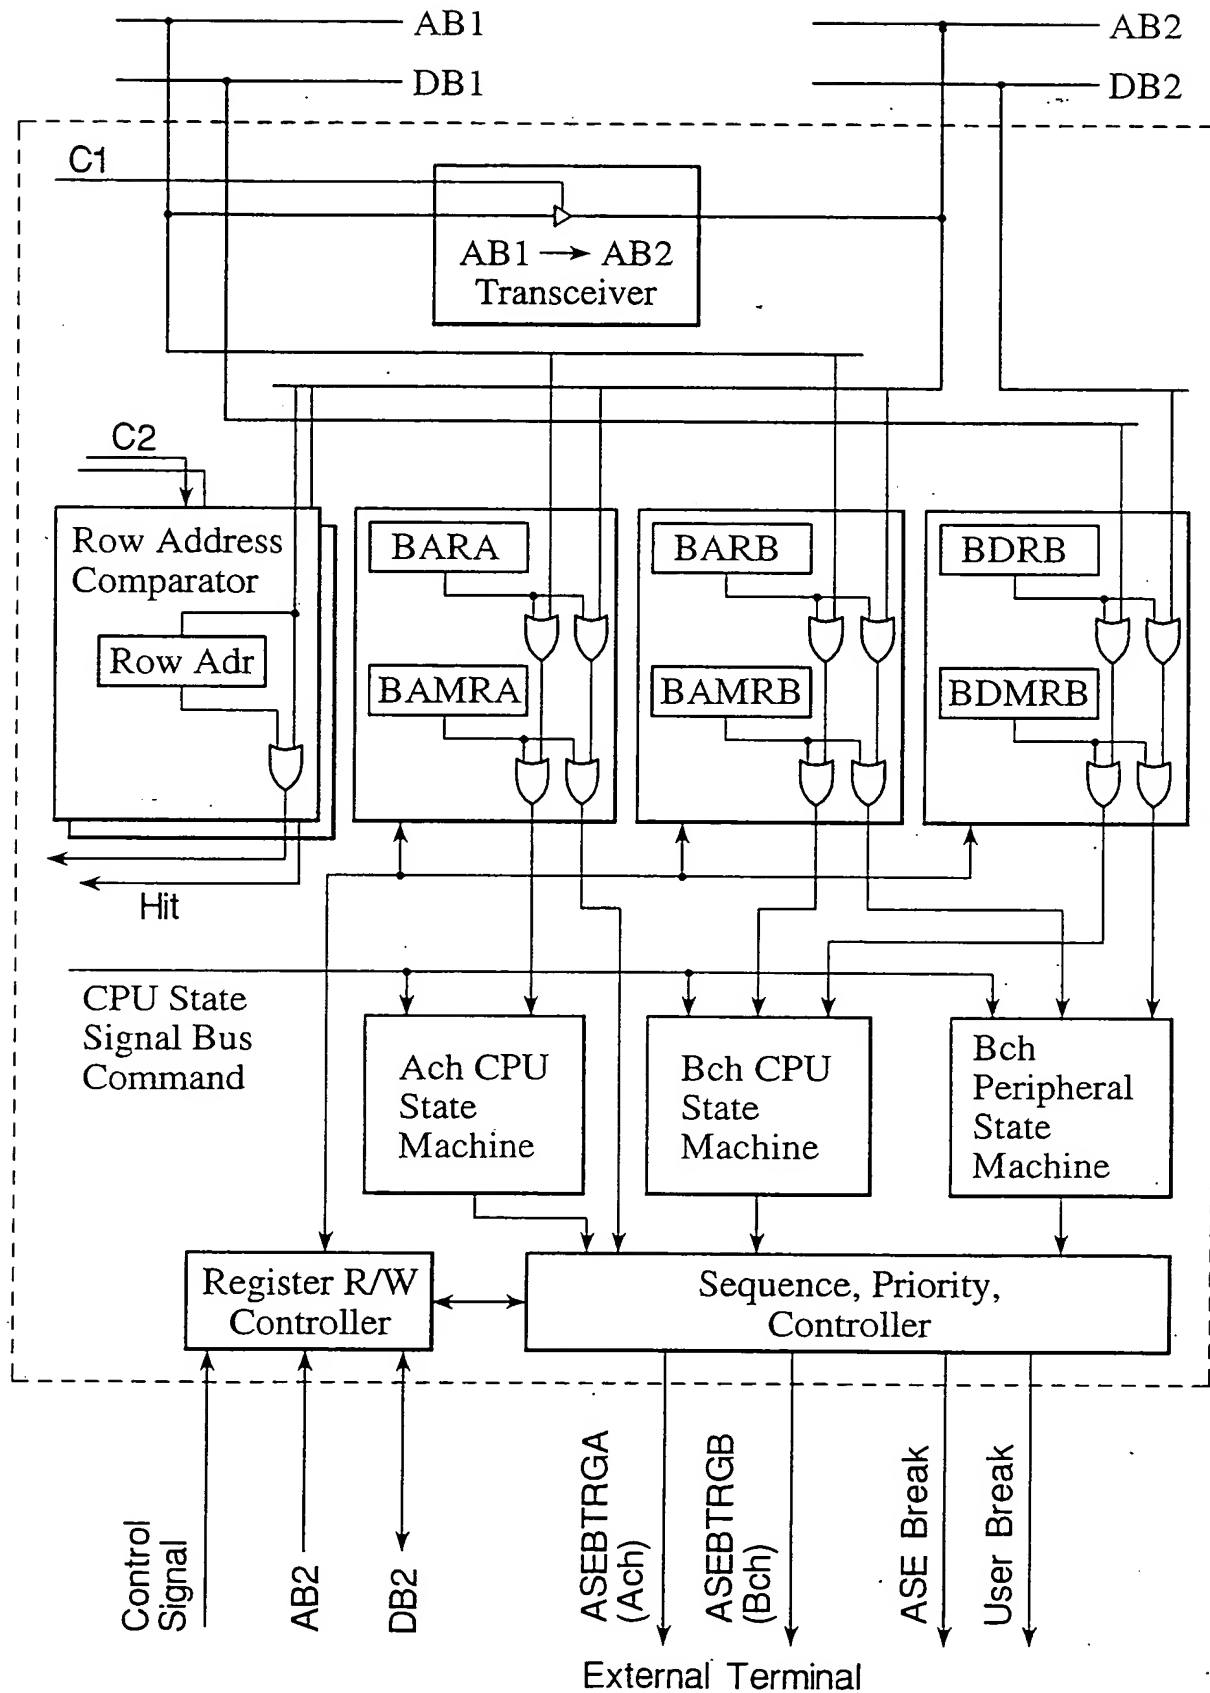 AB1
AB2
DB1
DB2
C1
AB1 → AB2
Transceiver
C2
Row Address
Comparator
Row Adr
BARA
BAMRA
BARB
BAMRB
BDRB
BDMRB
Hit
CPU State
Signal Bus
Command
Ach CPU
State
Machine
Bch CPU
State
Machine
Bch
Peripheral
State
Machine
Register R/W
Controller
Sequence, Priority,
Controller
Control
Signal
AB2
DB2
ASEBTRGA
(Ach)
ASEBTRGB
(Bch)
ASE Break
User Break
External Terminal